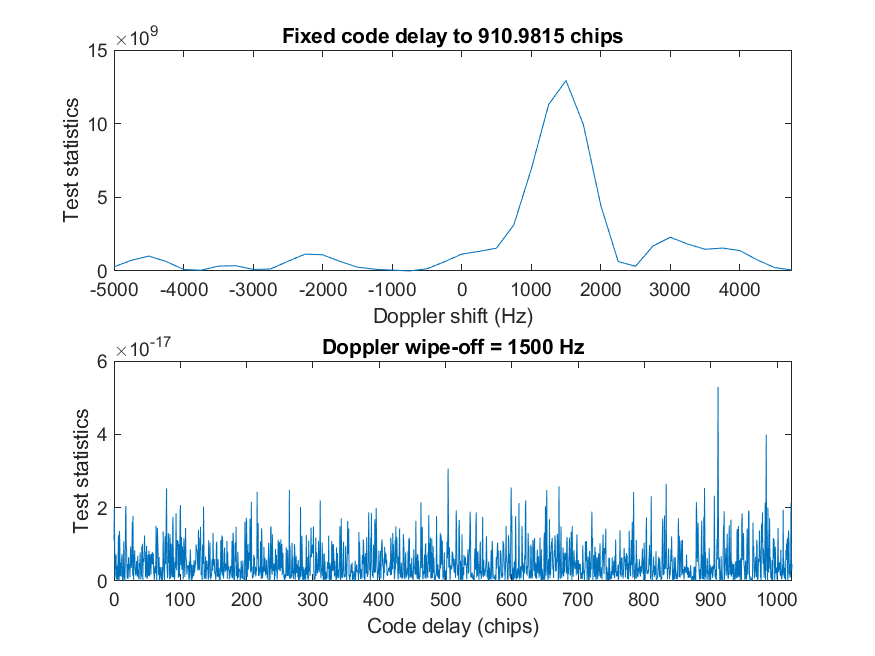 ×10^9
Fixed code delay to 910.9815 chips
15
10
5
0
Test statistics
-5000 -4000 -3000 -2000 -1000 0 1000 2000 3000 4000
Doppler shift (Hz)
×10^-17
Doppler wipe-off = 1500 Hz
6
4
2
0
Test statistics
0 100 200 300 400 500 600 700 800 900 1000
Code delay (chips)